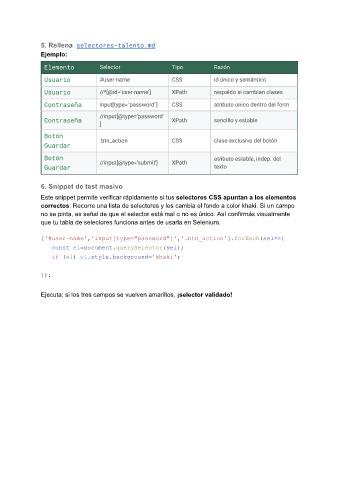 5. Rellena selectores-talento.md
Ejemplo:
Elemento Selector Tipo Razón
Usuario #user-name CSS id único y semántico
Usuario //*[@id='user-name'] XPath respaldo si cambian clases
Contraseña input[type='password'] CSS atributo único dentro del form
Contraseña //input[@type='password'
] XPath sencillo y estable
Botón
Guardar .btn_action CSS clase exclusiva del botón
Botón
Guardar //input[@type='submit'] XPath atributo estable, indep. del
texto
6. Snippet de test masivo
Este snippet permite verificar rápidamente si tus selectores CSS apuntan a los elementos
correctos. Recorre una lista de selectores y les cambia el fondo a color khaki. Si un campo
no se pinta, es señal de que el selector está mal o no es único. Así confirmás visualmente
que tu tabla de selectores funciona antes de usarla en Selenium.
['#user-name','input[type="password"]','.btn_action'].forEach(sel=>{
const el=document.querySelector(sel);
if (el) el.style.background='khaki';
});
Ejecuta; si los tres campos se vuelven amarillos, ¡selector validado!